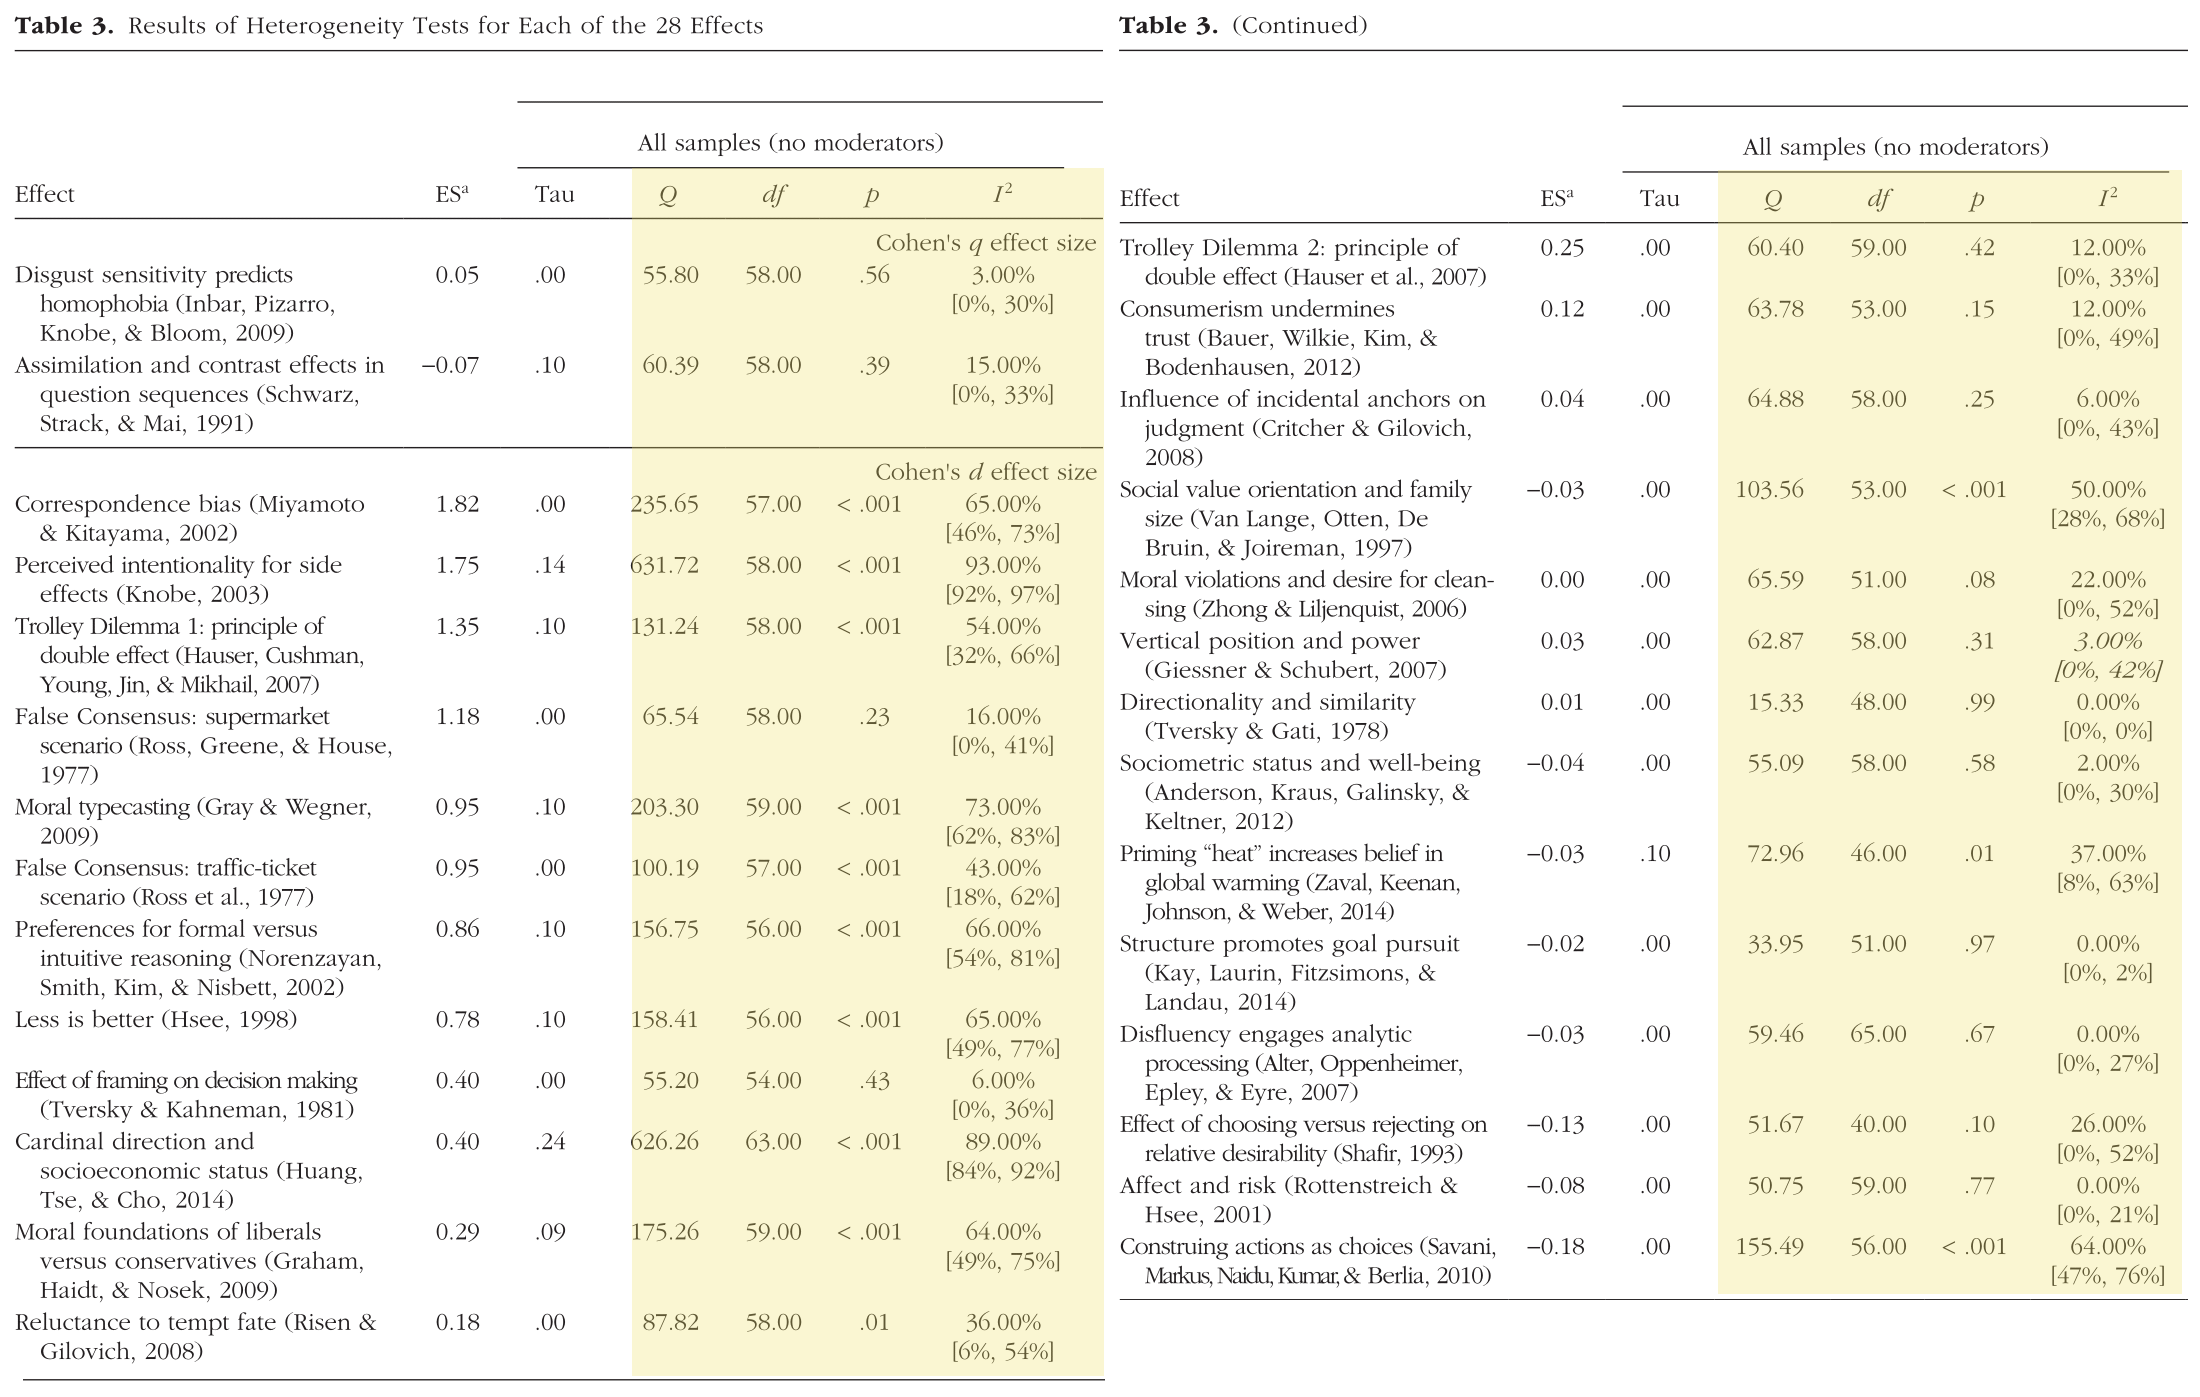 Table 3. Results of Heterogeneity Tests for Each of the 28 Effects
All samples (no moderators)
Effect ESa Tau Q df p I2
Cohen's q effect size
Disgust sensitivity predicts 0.05 .00 55.80 58.00 .56 3.00%
homophobia (Inbar, Pizarro, [0%, 30%]
Knobe, & Bloom, 2009)
Assimilation and contrast effects in −0.07 .10 60.39 58.00 .39 15.00%
question sequences (Schwarz, [0%, 33%]
Strack, & Mai, 1991)
Cohen's d effect size
Correspondence bias (Miyamoto 1.82 .00 235.65 57.00 < .001 65.00%
& Kitayama, 2002) [46%, 73%]
Perceived intentionality for side 1.75 .14 631.72 58.00 < .001 93.00%
effects (Knobe, 2003) [92%, 97%]
Trolley Dilemma 1: principle of 1.35 .10 131.24 58.00 < .001 54.00%
double effect (Hauser, Cushman, [32%, 66%]
Young, Jin, & Mikhail, 2007)
False Consensus: supermarket 1.18 .00 65.54 58.00 .23 16.00%
scenario (Ross, Greene, & House, [0%, 41%]
1977)
Moral typecasting (Gray & Wegner, 0.95 .10 203.30 59.00 < .001 73.00%
2009) [62%, 83%]
False Consensus: traffic-ticket 0.95 .00 100.19 57.00 < .001 43.00%
scenario (Ross et al., 1977) [18%, 62%]
Preferences for formal versus 0.86 .10 156.75 56.00 < .001 66.00%
intuitive reasoning (Norenzayan, [54%, 81%]
Smith, Kim, & Nisbett, 2002)
Less is better (Hsee, 1998) 0.78 .10 158.41 56.00 < .001 65.00%
[49%, 77%]
Effect of framing on decision making 0.40 .00 55.20 54.00 .43 6.00%
(Tversky & Kahneman, 1981) [0%, 36%]
Cardinal direction and 0.40 .24 626.26 63.00 < .001 89.00%
socioeconomic status (Huang, [84%, 92%]
Tse, & Cho, 2014)
Moral foundations of liberals 0.29 .09 175.26 59.00 < .001 64.00%
versus conservatives (Graham, [49%, 75%]
Haidt, & Nosek, 2009)
Reluctance to tempt fate (Risen & 0.18 .00 87.82 58.00 .01 36.00%
Gilovich, 2008) [6%, 54%]
Table 3. (Continued)
All samples (no moderators)
Effect ESa Tau Q df p I2
Trolley Dilemma 2: principle of 0.25 .00 60.40 59.00 .42 12.00%
double effect (Hauser et al., 2007) [0%, 33%]
Consumerism undermines 0.12 .00 63.78 53.00 .15 12.00%
trust (Bauer, Wilkie, Kim, & [0%, 49%]
Bodenhausen, 2012)
Influence of incidental anchors on 0.04 .00 64.88 58.00 .25 6.00%
judgment (Critcher & Gilovich, [0%, 43%]
2008)
Social value orientation and family −0.03 .00 103.56 53.00 < .001 50.00%
size (Van Lange, Otten, De [28%, 68%]
Bruin, & Joireman, 1997)
Moral violations and desire for clean- 0.00 .00 65.59 51.00 .08 22.00%
sing (Zhong & Liljenquist, 2006) [0%, 52%]
Vertical position and power 0.03 .00 62.87 58.00 .31 3.00%
(Giessner & Schubert, 2007) [0%, 42%]
Directionality and similarity 0.01 .00 15.33 48.00 .99 0.00%
(Tversky & Gati, 1978) [0%, 0%]
Sociometric status and well-being −0.04 .00 55.09 58.00 .58 2.00%
(Anderson, Kraus, Galinsky, & [0%, 30%]
Keltner, 2012)
Priming “heat” increases belief in −0.03 .10 72.96 46.00 .01 37.00%
global warming (Zaval, Keenan, [8%, 63%]
Johnson, & Weber, 2014)
Structure promotes goal pursuit −0.02 .00 33.95 51.00 .97 0.00%
(Kay, Laurin, Fitzsimons, & [0%, 2%]
Landau, 2014)
Disfluency engages analytic −0.03 .00 59.46 65.00 .67 0.00%
processing (Alter, Oppenheimer, [0%, 27%]
Epley, & Eyre, 2007)
Effect of choosing versus rejecting on −0.13 .00 51.67 40.00 .10 26.00%
relative desirability (Shafir, 1993) [0%, 52%]
Affect and risk (Rottenstreich & −0.08 .00 50.75 59.00 .77 0.00%
Hsee, 2001) [0%, 21%]
Construing actions as choices (Savani, −0.18 .00 155.49 56.00 < .001 64.00%
Markus, Naidu, Kumar, & Berlia, 2010) [47%, 76%]